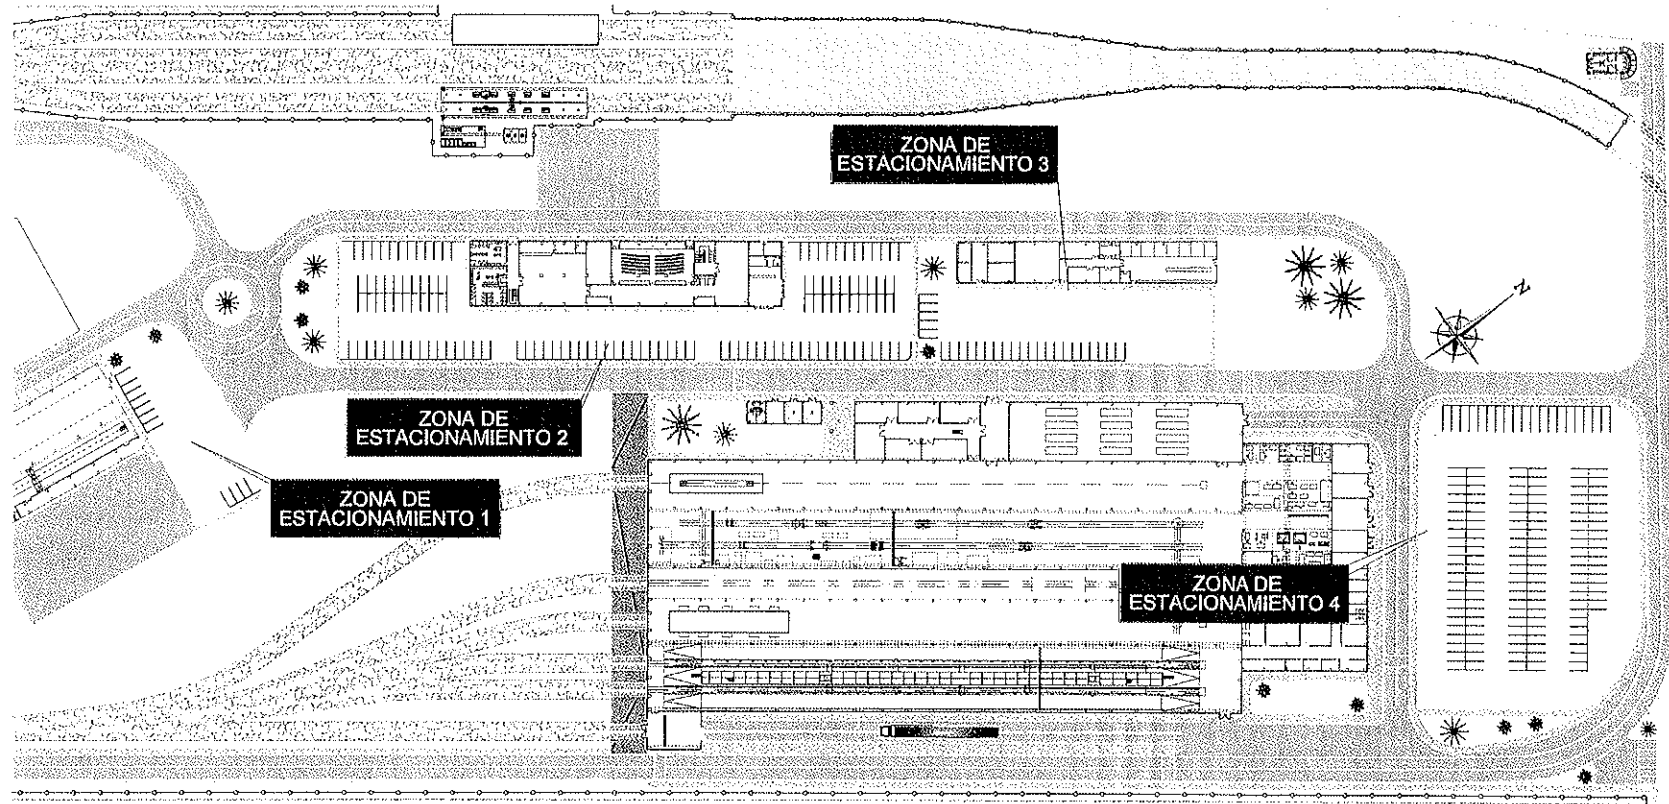 ZONA DE
ESTACIONAMIENTO 3
N
ZONA DE
ESTACIONAMIENTO 2
ZONA DE
ESTACIONAMIENTO 1
ZONA DE
ESTACIONAMIENTO 4